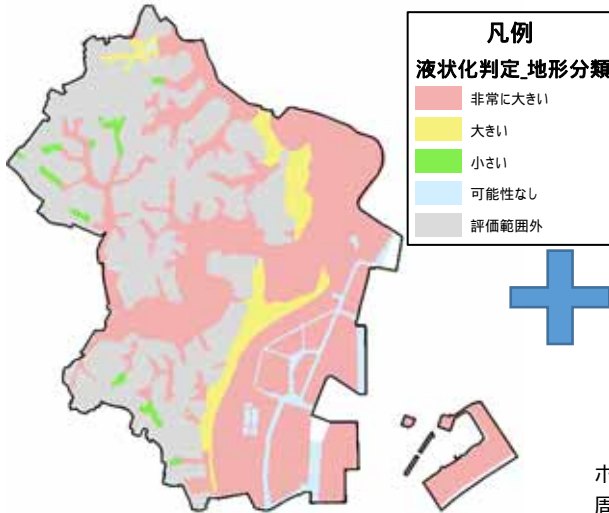 凡例
液状化判定_地形分類
非常に大きい
大きい
小さい
可能性なし
評価範囲外